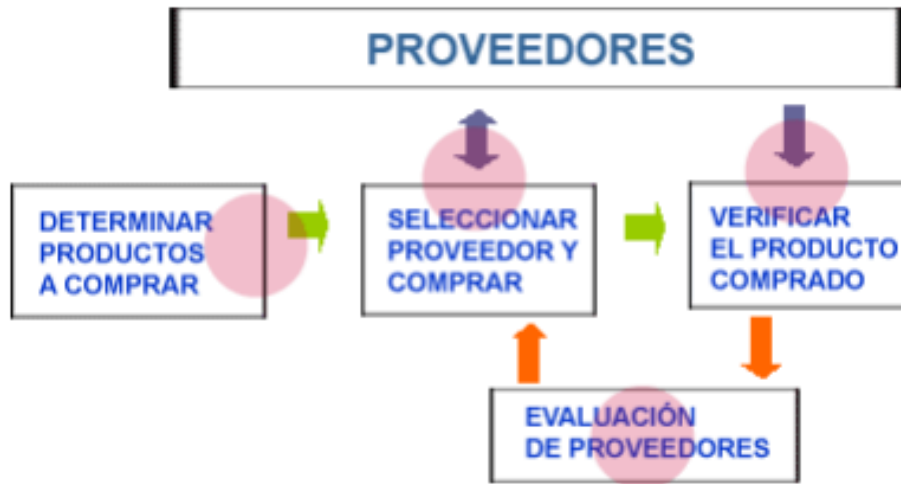 PROVEEDORES
DETERMINAR
PRODUCTOS
A COMPRAR
SELECCIONAR
PROVEEDOR Y
COMPRAR
VERIFICAR
EL PRODUCTO
COMPRADO
EVALUACIÓN
DE PROVEEDORES